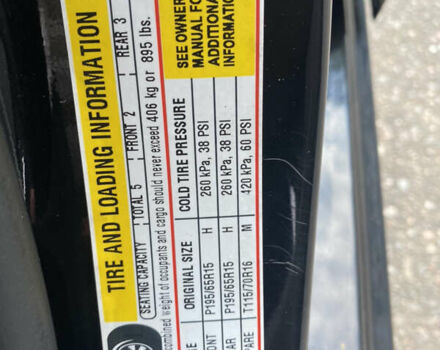 TIRE AND LOADING INFORMATION
SEATING CAPACITY TOTAL 5 FRONT 2 REAR 3
combined weight of occupants and cargo should never exceed 406 kg or 895 lbs.
ORIGINAL SIZE COLD TIRE PRESSURE
P195/65R15 H 260 kPa, 38 PSI
P195/65R15 H 260 kPa, 38 PSI
T115/70R16 M 420 kPa, 60 PSI
SEE OWNER
MANUAL FO
ADDITIONA
INFORMATION